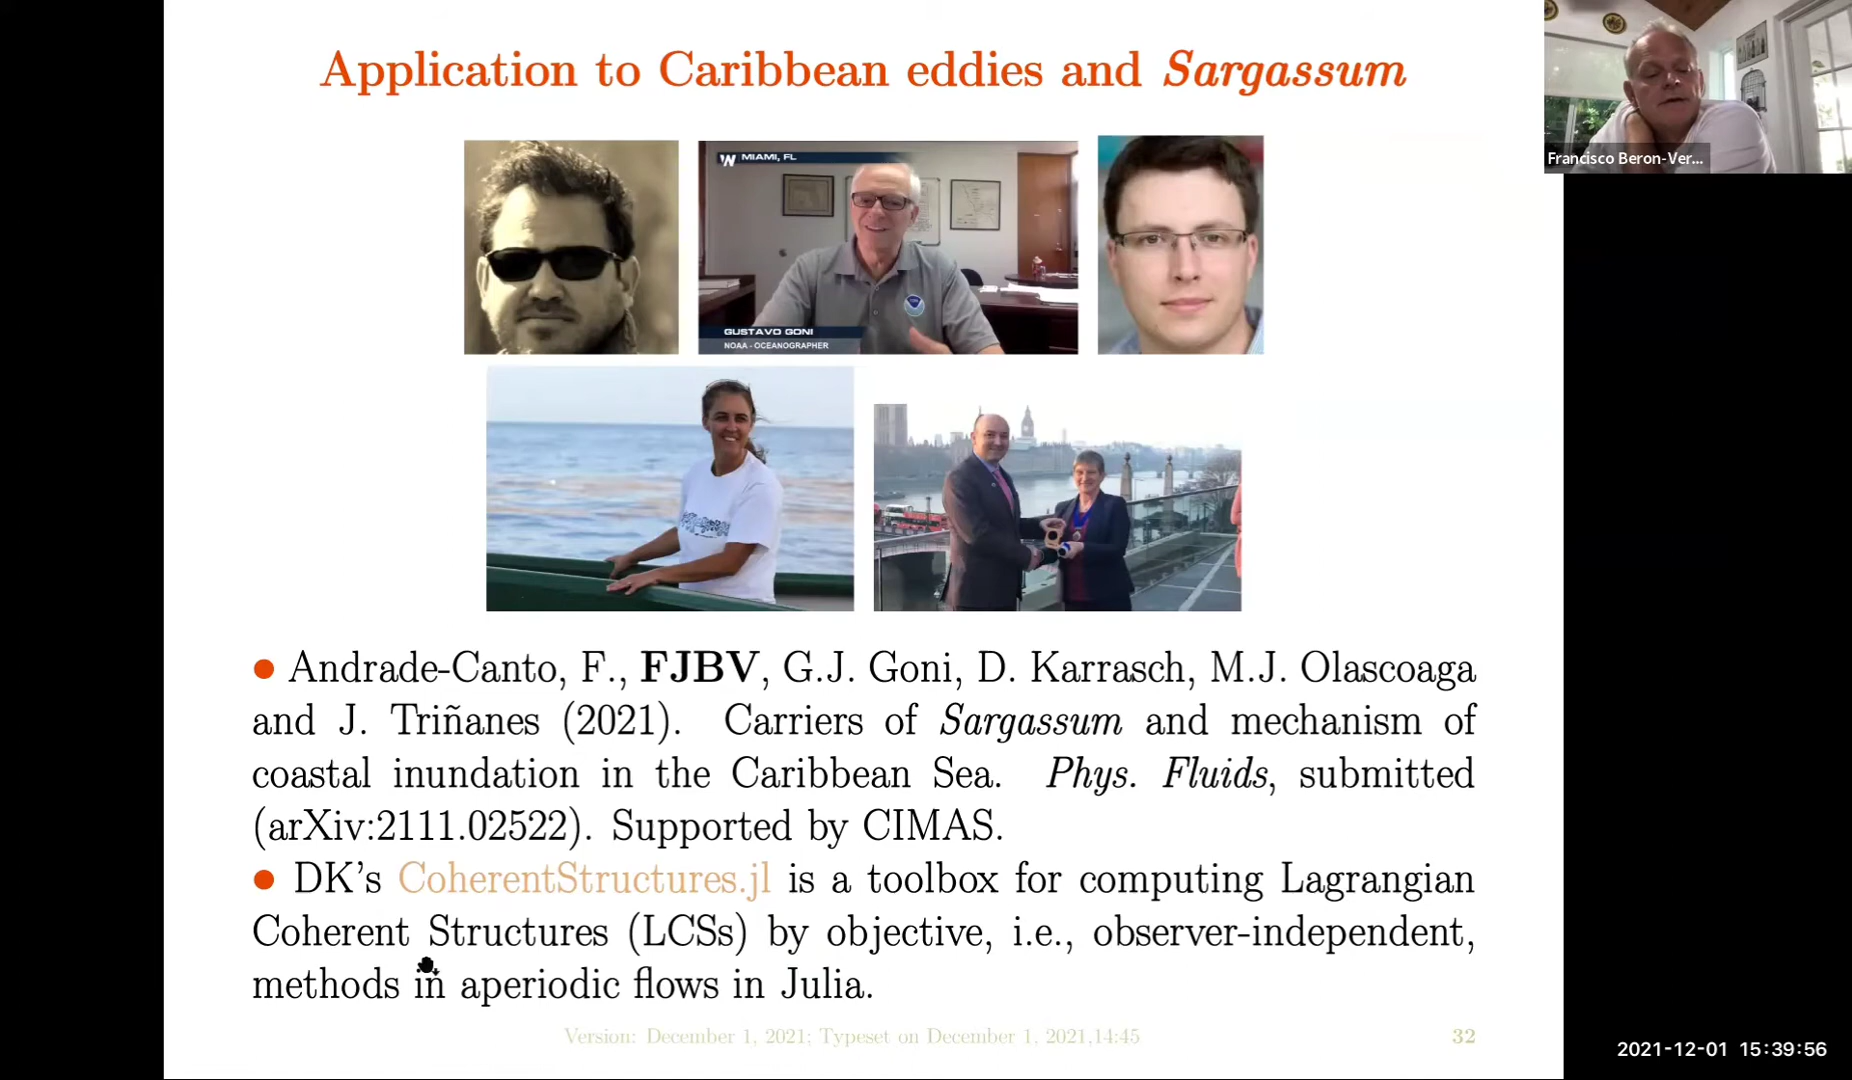 Application to Caribbean eddies and Sargassum
MIAMI, FL
GUSTAVO GONI
NOAA - OCEANOGRAPHER
Francisco Beron-Ver...
● Andrade-Canto, F., FJBV, G.J. Goni, D. Karrasch, M.J. Olascoaga
and J. Triñanes (2021). Carriers of Sargassum and mechanism of
coastal inundation in the Caribbean Sea. Phys. Fluids, submitted
(arXiv:2111.02522). Supported by CIMAS.
● DK's CoherentStructures.jl is a toolbox for computing Lagrangian
Coherent Structures (LCSs) by objective, i.e., observer-independent,
methods in aperiodic flows in Julia.
Version: December 1, 2021; Typeset on December 1, 2021,14:45
32
2021-12-01 15:39:56